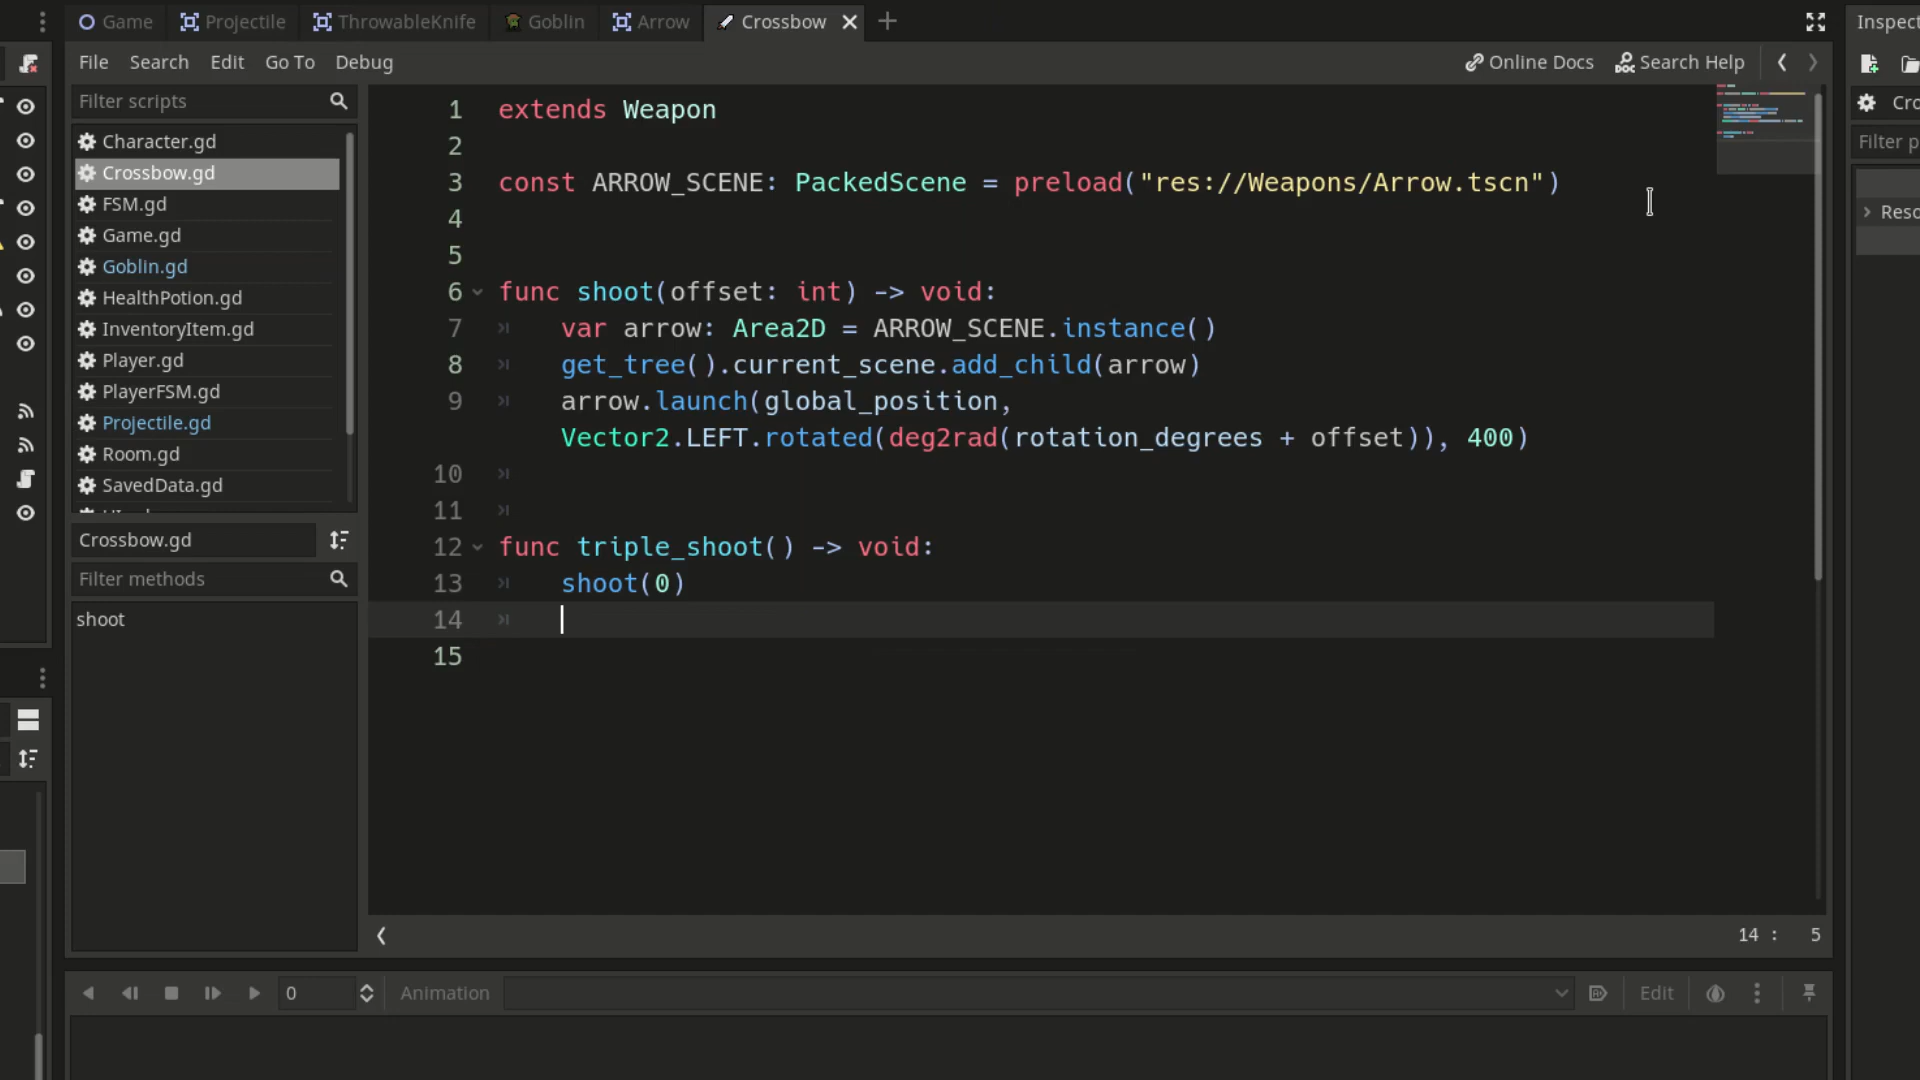 Game Projectile ThrowableKnife Goblin Arrow Crossbow
Inspect
File Search Edit Go To Debug Online Docs Search Help
Filter scripts
Character.gd
Crossbow.gd
FSM.gd
Game.gd
Goblin.gd
HealthPotion.gd
InventoryItem.gd
Player.gd
PlayerFSM.gd
Projectile.gd
Room.gd
SavedData.gd
Crossbow.gd
Filter methods
shoot
1 extends Weapon
2
3 const ARROW_SCENE: PackedScene = preload("res://Weapons/Arrow.tscn")
4
5
6 func shoot(offset: int) -> void:
7 var arrow: Area2D = ARROW_SCENE.instance()
8 get_tree().current_scene.add_child(arrow)
9 arrow.launch(global_position,
Vector2.LEFT.rotated(deg2rad(rotation_degrees + offset)), 400)
10
11
12 func triple_shoot() -> void:
13 shoot(0)
14
15
14 : 5
Cro
Filter p
Reso
0 Animation Edit